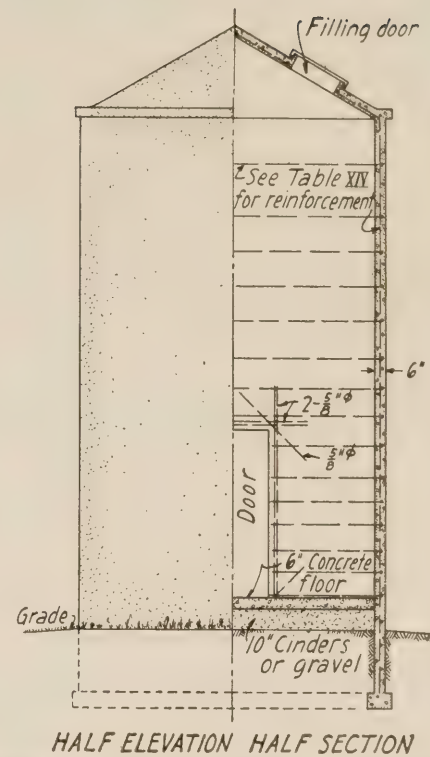 Filling door
See Table XIV
for reinforcement
6"
2-5/8"φ
5/8"φ
Door
6" Concrete
floor
Grade
10" Cinders
or gravel
HALF ELEVATION HALF SECTION